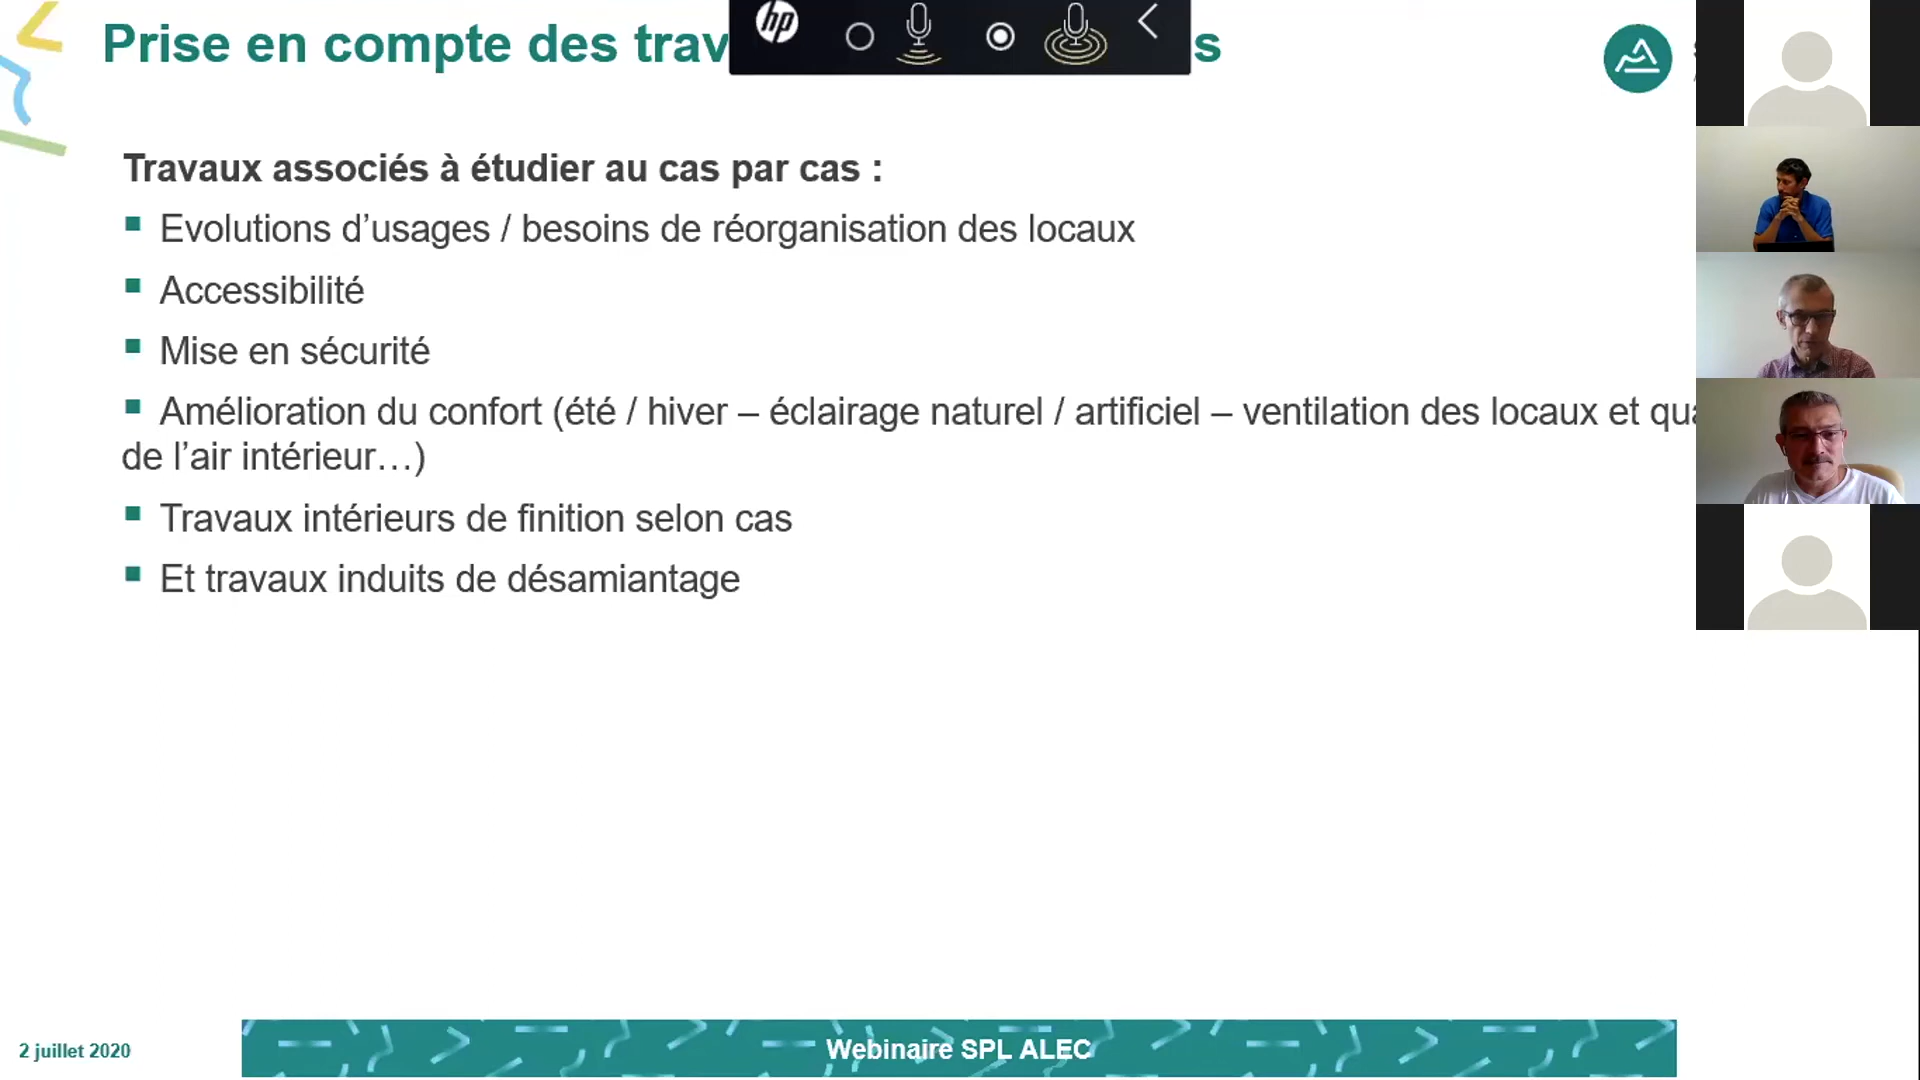 Prise en compte des
hp
Travaux associés à étudier au cas par cas :
Evolutions d’usages / besoins de réorganisation des locaux
Accessibilité
Mise en sécurité
Amélioration du confort (été / hiver – éclairage naturel / artificiel – ventilation des locaux et
de l’air intérieur…)
Travaux intérieurs de finition selon cas
Et travaux induits de désamiantage
2 juillet 2020
Webinaire SPL ALEC